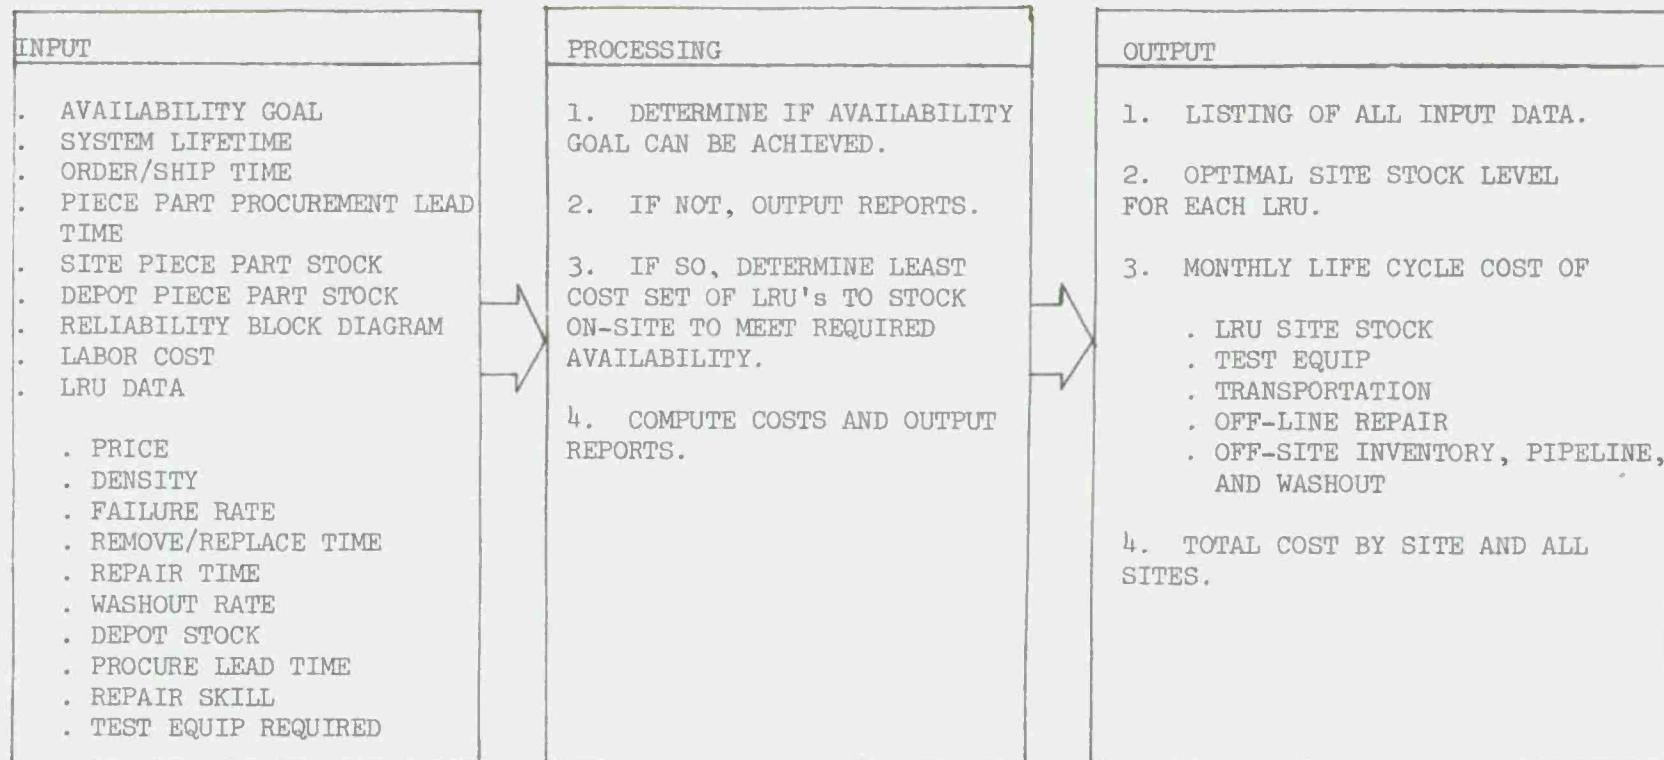 INPUT
. AVAILABILITY GOAL
. SYSTEM LIFETIME
. ORDER/SHIP TIME
. PIECE PART PROCUREMENT LEAD
TIME
. SITE PIECE PART STOCK
. DEPOT PIECE PART STOCK
. RELIABILITY BLOCK DIAGRAM
. LABOR COST
. LRU DATA
. PRICE
. DENSITY
. FAILURE RATE
. REMOVE/REPLACE TIME
. REPAIR TIME
. WASHOUT RATE
. DEPOT STOCK
. PROCURE LEAD TIME
. REPAIR SKILL
. TEST EQUIP REQUIRED
PROCESSING
1. DETERMINE IF AVAILABILITY
GOAL CAN BE ACHIEVED.
2. IF NOT, OUTPUT REPORTS.
3. IF SO, DETERMINE LEAST
COST SET OF LRU's TO STOCK
ON-SITE TO MEET REQUIRED
AVAILABILITY.
4. COMPUTE COSTS AND OUTPUT
REPORTS.
OUTPUT
1. LISTING OF ALL INPUT DATA.
2. OPTIMAL SITE STOCK LEVEL
FOR EACH LRU.
3. MONTHLY LIFE CYCLE COST OF
. LRU SITE STOCK
. TEST EQUIP
. TRANSPORTATION
. OFF-LINE REPAIR
. OFF-SITE INVENTORY, PIPELINE,
AND WASHOUT
4. TOTAL COST BY SITE AND ALL
SITES.